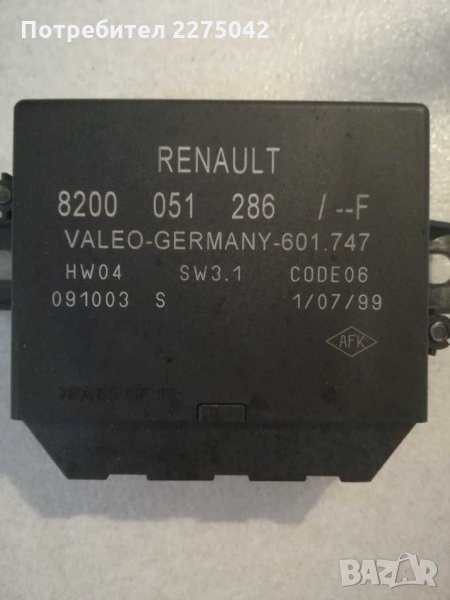 Потребител 2275042
RENAULT
8200 051 286 /--F
VALEO-GERMANY-601.747
HW04 SW3.1 CODE06
091003 S 1/07/99
AFK
BAZAR